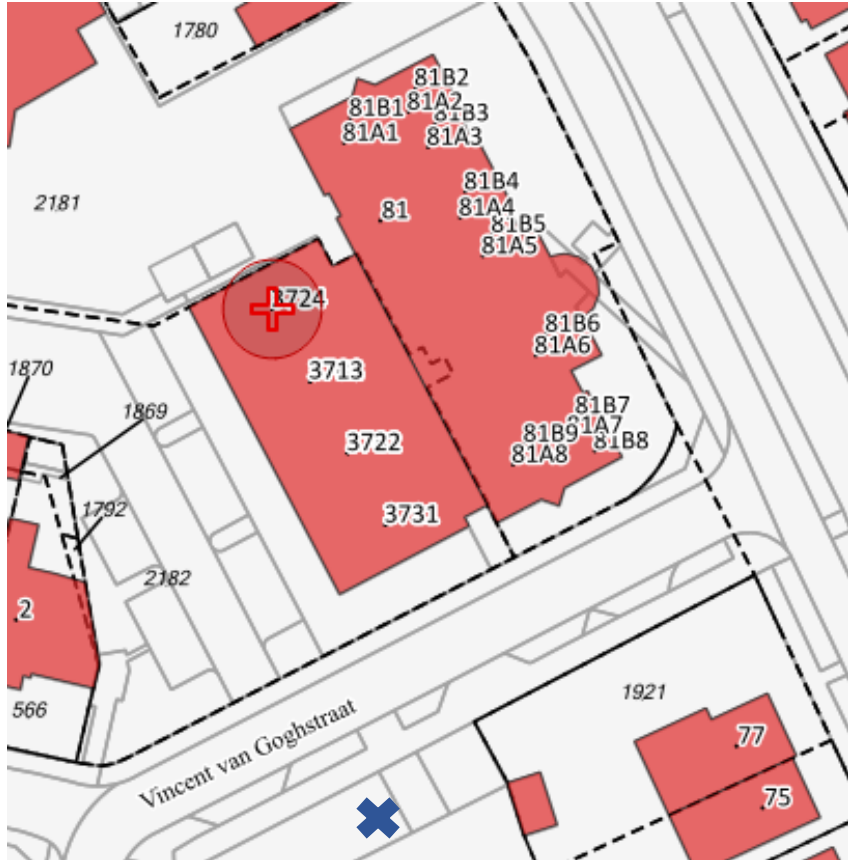 1780
81B2
81B1 81A2 81B3
81A1 81A3
2181
81
81B4
81A4
81B5
81A5
3724
81B6
81A6
1870
3713
1869
81B7
81A7
81B9 81B8
81A8
3722
1792
3731
2182
2
566
1921
Vincent van Goghstraat
77
75